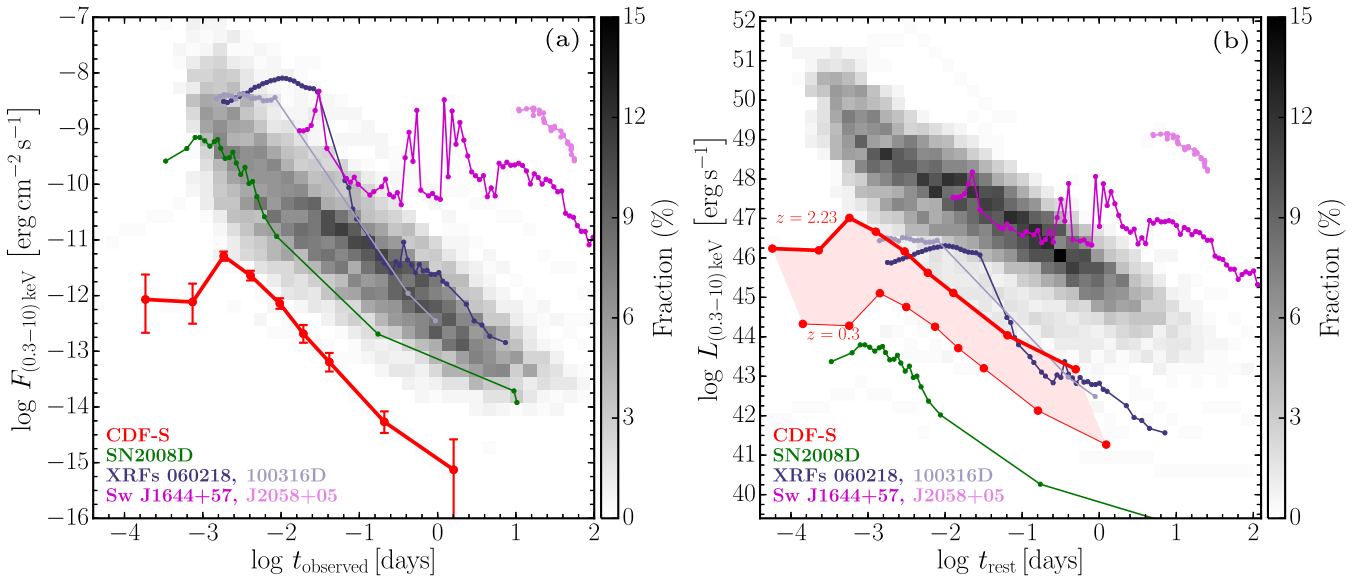 (a)
−7
−8
−9
−10
−11
−12
−13
−14
−15
−16
log F(0.3−10) keV [erg cm−2 s−1]
CDF-S
SN2008D
XRFs 060218, 100316D
Sw J1644+57, J2058+05
−4 −3 −2 −1 0 1 2
log tobserved [days]
15
12
9
6
3
0
Fraction (%)
(b)
52
51
50
49
48
47
46
45
44
43
42
41
40
log L(0.3−10) keV [erg s−1]
z = 2.23
z = 0.3
CDF-S
SN2008D
XRFs 060218, 100316D
Sw J1644+57, J2058+05
−4 −3 −2 −1 0 1 2
log trest [days]
15
12
9
6
3
0
Fraction (%)